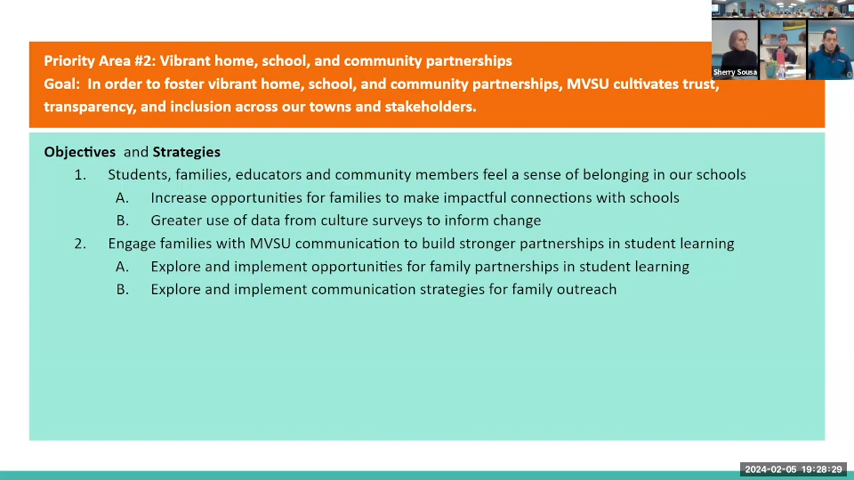 Priority Area #2: Vibrant home, school, and community partnerships
Goal:  In order to foster vibrant home, school, and community partnerships, MVSU cultivates trust,
transparency, and inclusion across our towns and stakeholders.
Sherry Sousa
Objectives  and Strategies
1. Students, families, educators and community members feel a sense of belonging in our schools
A. Increase opportunities for families to make impactful connections with schools
B. Greater use of data from culture surveys to inform change
2. Engage families with MVSU communication to build stronger partnerships in student learning
A. Explore and implement opportunities for family partnerships in student learning
B. Explore and implement communication strategies for family outreach
2024-02-05 19:28:29